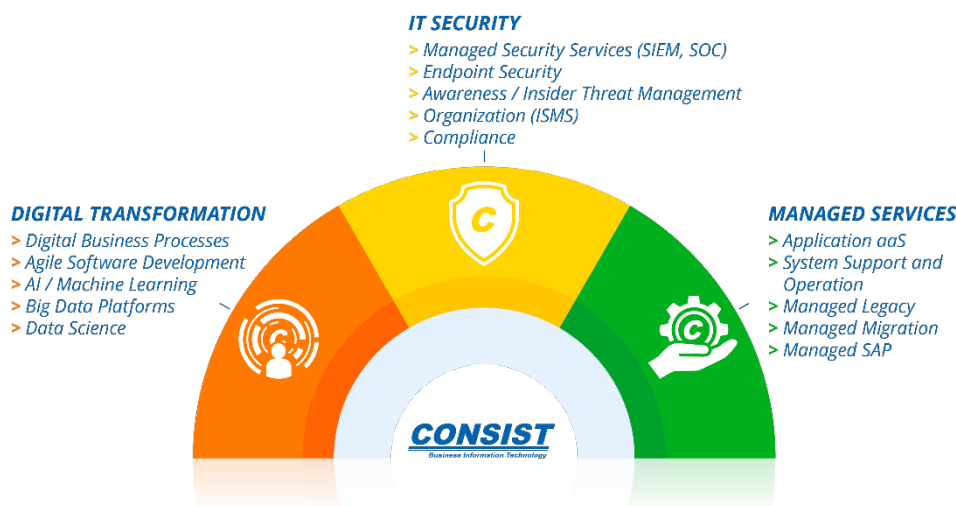 IT SECURITY
> Managed Security Services (SIEM, SOC)
> Endpoint Security
> Awareness / Insider Threat Management
> Organization (ISMS)
> Compliance
DIGITAL TRANSFORMATION
> Digital Business Processes
> Agile Software Development
> AI / Machine Learning
> Big Data Platforms
> Data Science
MANAGED SERVICES
> Application aaS
> System Support and
Operation
> Managed Legacy
> Managed Migration
> Managed SAP
C
C
C
CONSIST
Business Information Technology